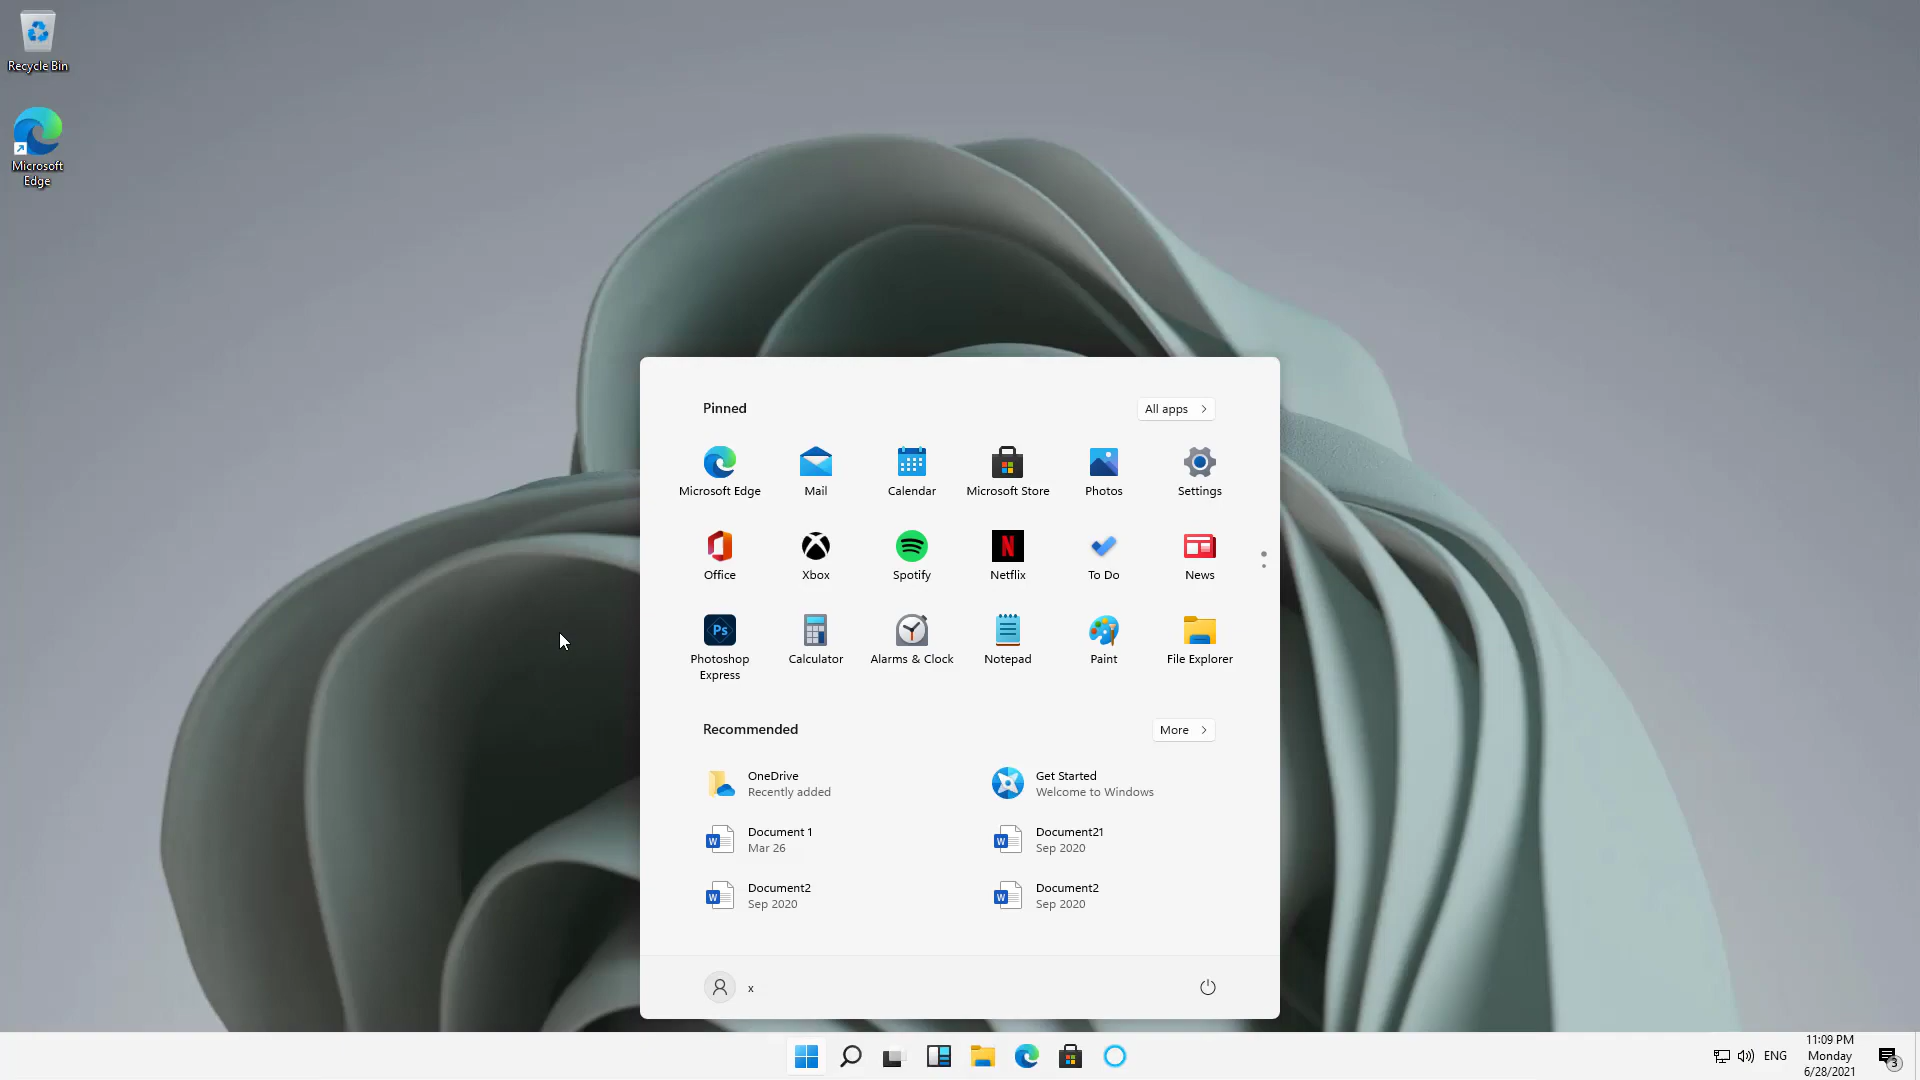 Recycle Bin
Microsoft
Edge
Pinned
All apps
Microsoft Edge
Mail
Calendar
Microsoft Store
Photos
Settings
Office
Xbox
Spotify
N
Netflix
To Do
News
Ps
Photoshop
Express
Calculator
Alarms & Clock
Notepad
Paint
File Explorer
Recommended
More
OneDrive
Recently added
Get Started
Welcome to Windows
W
Document 1
Mar 26
W
Document21
Sep 2020
W
Document2
Sep 2020
W
Document2
Sep 2020
x
ENG
11:09 PM
Monday
6/28/2021
3